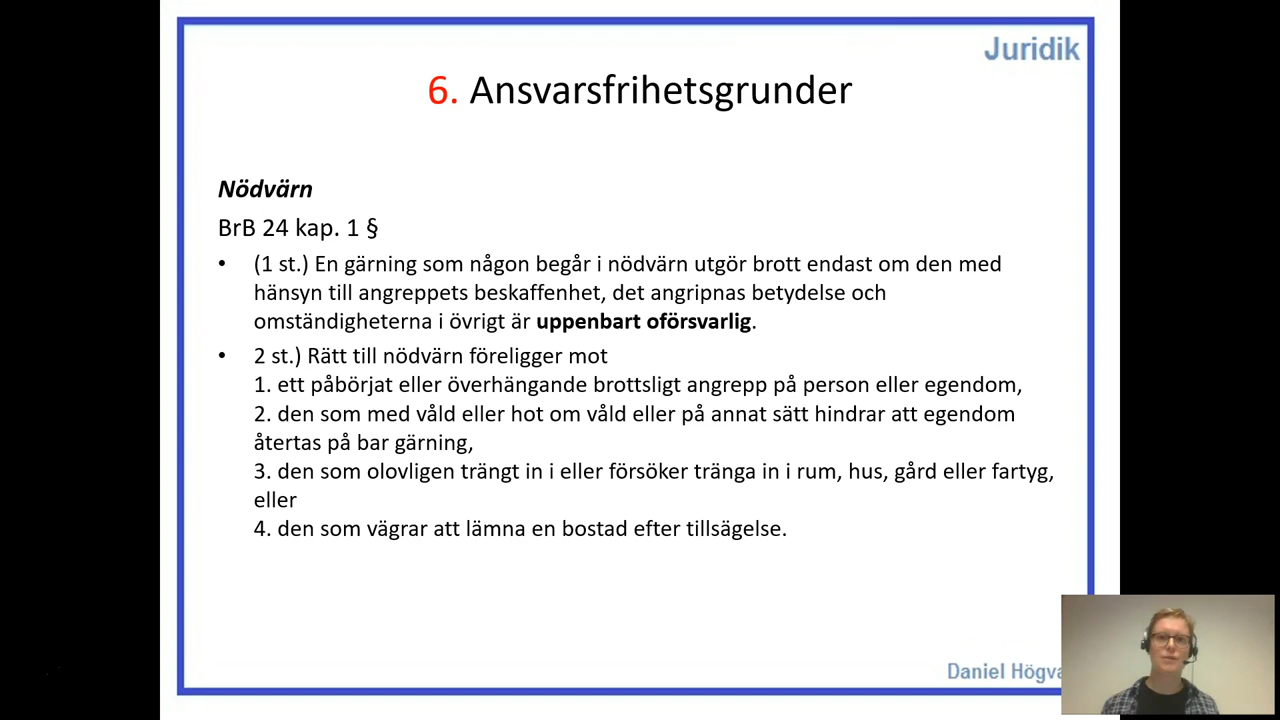 Juridik
6. Ansvarsfrihetsgrunder
Nödvärn
BrB 24 kap. 1 §
• (1 st.) En gärning som någon begår i nödvärn utgör brott endast om den med
hänsyn till angreppets beskaffenhet, det angripnas betydelse och
omständigheterna i övrigt är uppenbart oförsvarlig.
• 2 st.) Rätt till nödvärn föreligger mot
1. ett påbörjat eller överhängande brottsligt angrepp på person eller egendom,
2. den som med våld eller hot om våld eller på annat sätt hindrar att egendom
återtas på bar gärning,
3. den som olovligen trängt in i eller försöker tränga in i rum, hus, gård eller fartyg,
eller
4. den som vägrar att lämna en bostad efter tillsägelse.
Daniel